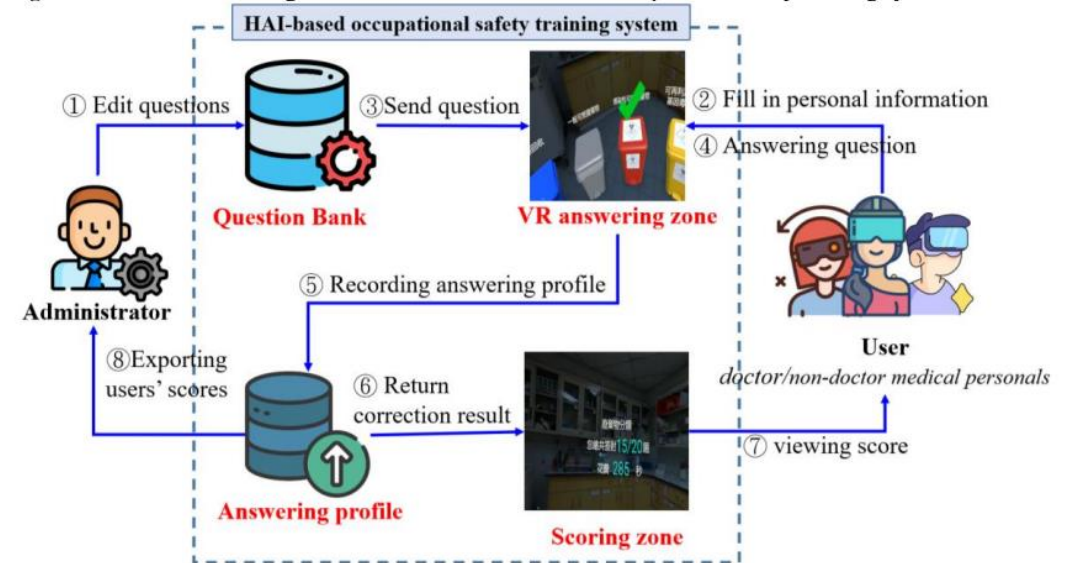 HAI-based occupational safety training system
① Edit questions
③Send question
② Fill in personal information
④ Answering question
Question Bank
VR answering zone
⑤ Recording answering profile
Administrator
User
doctor/non-doctor medical personals
⑧Exporting
users’ scores
⑥ Return
correction result
15/20
285 秒
⑦ viewing score
Answering profile
Scoring zone